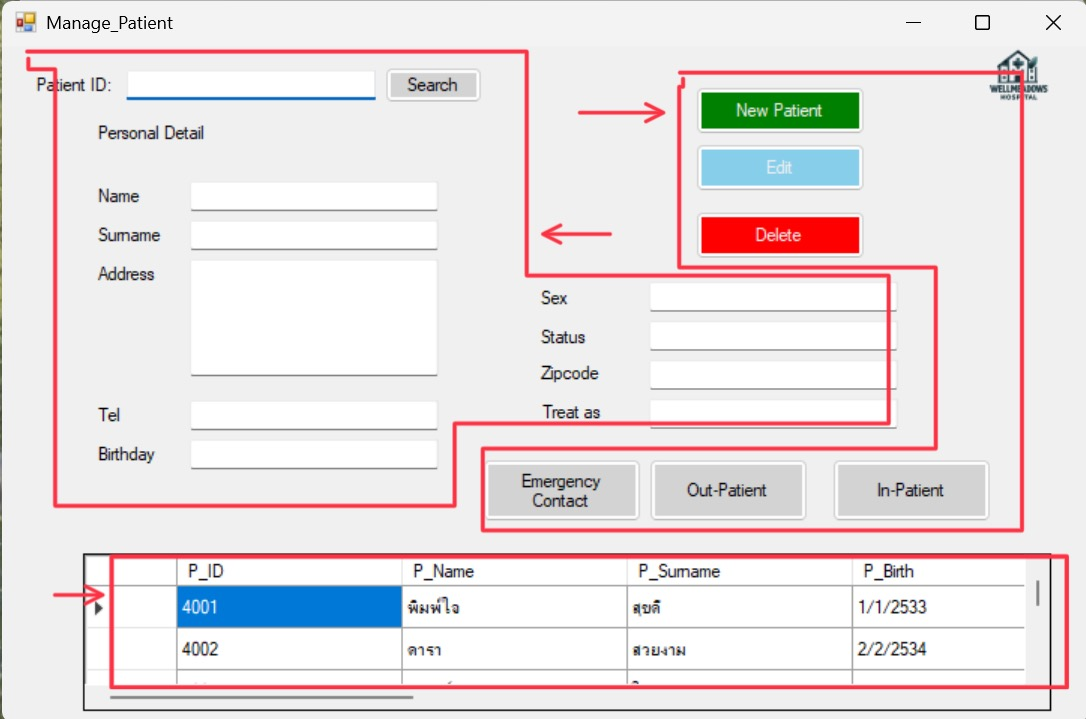 Manage_Patient
Patient ID:
Search
WELLMEADOWS
HOSPITAL
Personal Detail
New Patient
Edit
Delete
Name
Surname
Address
Sex
Status
Zipcode
Treat as
Tel
Birthday
Emergency
Contact
Out-Patient
In-Patient
P_ID P_Name P_Surname P_Birth
4001 พิมพ์ใจ สุขดี 1/1/2533
4002 ดารา สวยงาม 2/2/2534